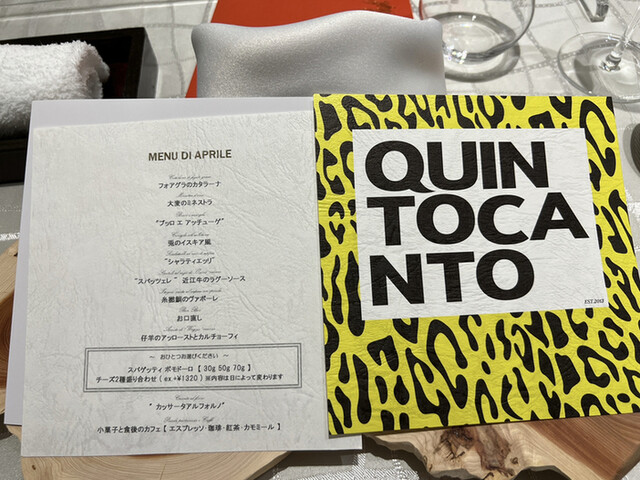 MENU DI APRILE
フォアグラのカタラーナ
大麦のミネストラ
"ブッロ エ アッチューゲ"
兎のイスキア風
"シャラティエッリ"
"スパッツェレ" 近江牛のラグーソース
糸撚鯛のヴァポーレ
お口直し
仔羊のアッローストとカルチョーフィ
～ おひとつお選びください ～
スパゲッティ ポモドーロ 【 30g 50g 70g 】
チーズ2種盛り合わせ ( ex.+¥1320 ) ※内容は日によって変わります
"カッサータアルフォルノ"
小菓子と食後のカフェ 【 エスプレッソ・珈琲・紅茶・カモミール 】
QUIN
TOCA
NTO
EST.2013